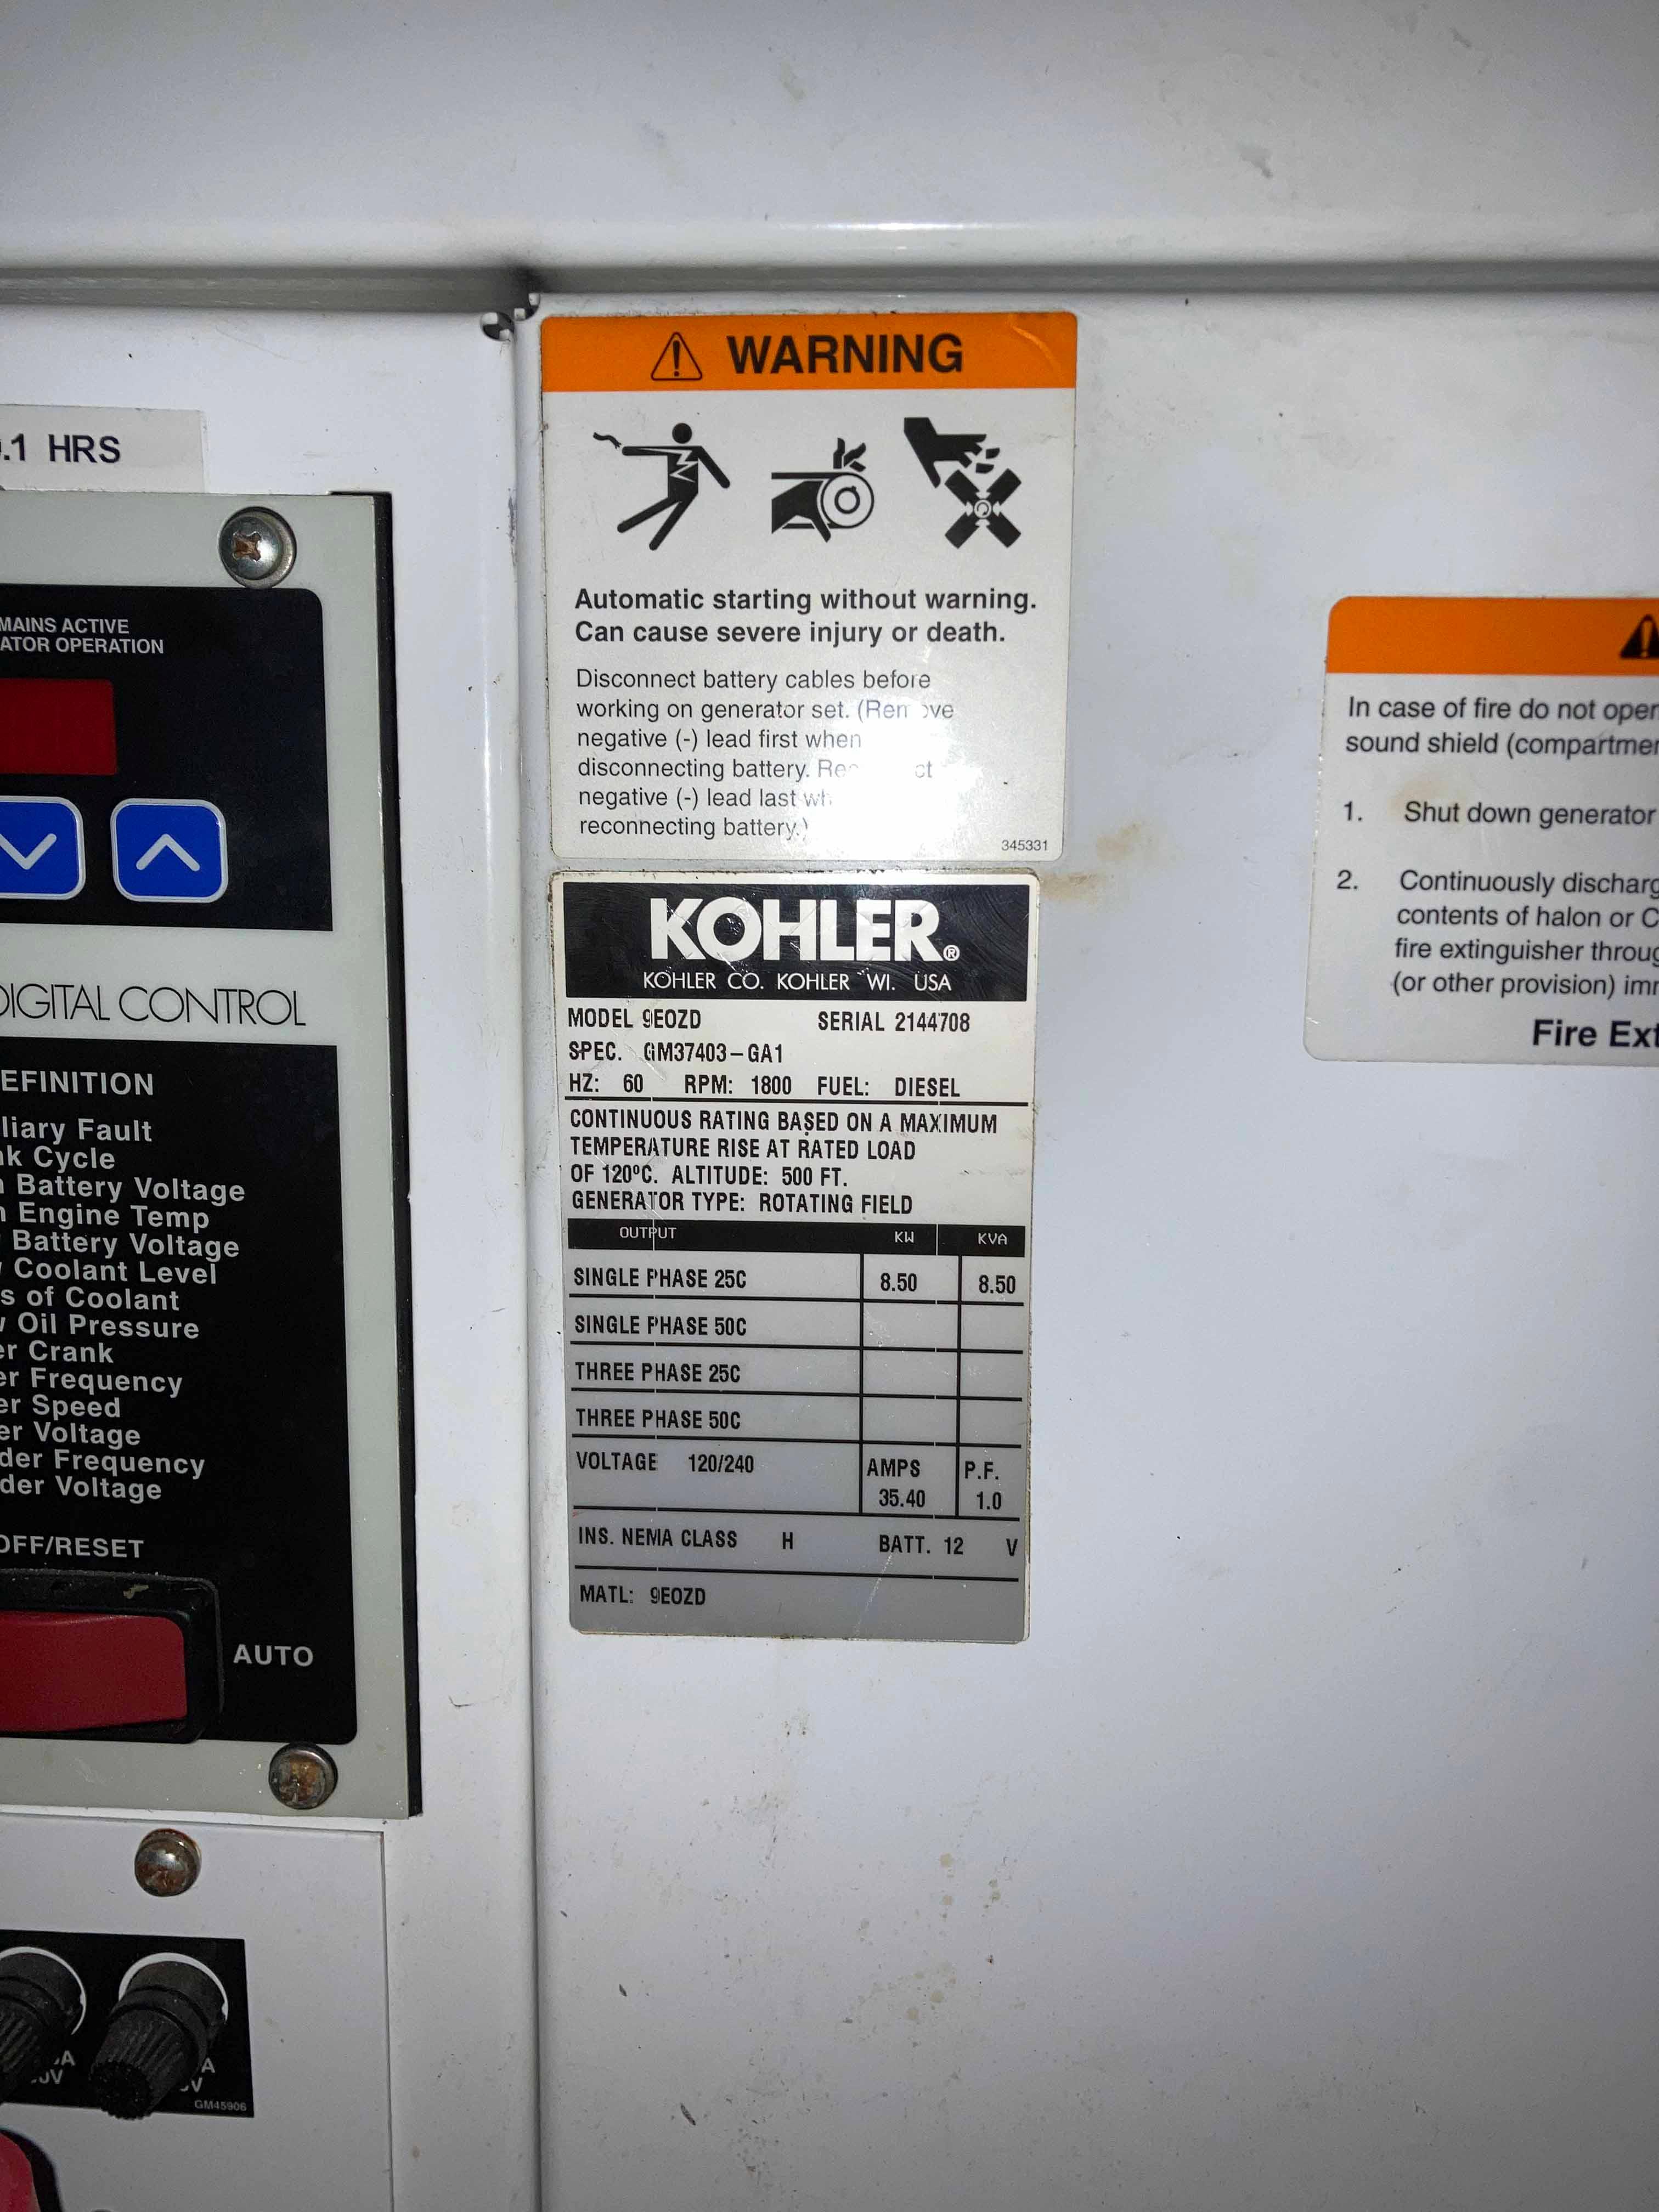 .1 HRS
MAINS ACTIVE
ATOR OPERATION
DIGITAL CONTROL
EFINITION
liary Fault
nk Cycle
Battery Voltage
Engine Temp
Battery Voltage
Coolant Level
s of Coolant
Oil Pressure
er Crank
er Frequency
er Speed
er Voltage
der Frequency
der Voltage
OFF/RESET
AUTO
A
V
A
V
GM45906
WARNING
Automatic starting without warning.
Can cause severe injury or death.
Disconnect battery cables before
working on generator set. (Rem ove
negative (-) lead first when
disconnecting battery. Rec ct
negative (-) lead last wh
reconnecting battery.)
345331
KOHLER®
KOHLER CO. KOHLER WI. USA
MODEL 9EOZD SERIAL 2144708
SPEC. GM37403-GA1
HZ: 60 RPM: 1800 FUEL: DIESEL
CONTINUOUS RATING BASED ON A MAXIMUM
TEMPERATURE RISE AT RATED LOAD
OF 120°C. ALTITUDE: 500 FT.
GENERATOR TYPE: ROTATING FIELD
OUTPUT KW KVA
SINGLE PHASE 25C 8.50 8.50
SINGLE PHASE 50C
THREE PHASE 25C
THREE PHASE 50C
VOLTAGE 120/240 AMPS P.F.
35.40 1.0
INS. NEMA CLASS H BATT. 12 V
MATL: 9EOZD
In case of fire do not oper
sound shield (compartmer
1. Shut down generator
2. Continuously discharg
contents of halon or C
fire extinguisher throug
(or other provision) imr
Fire Ext